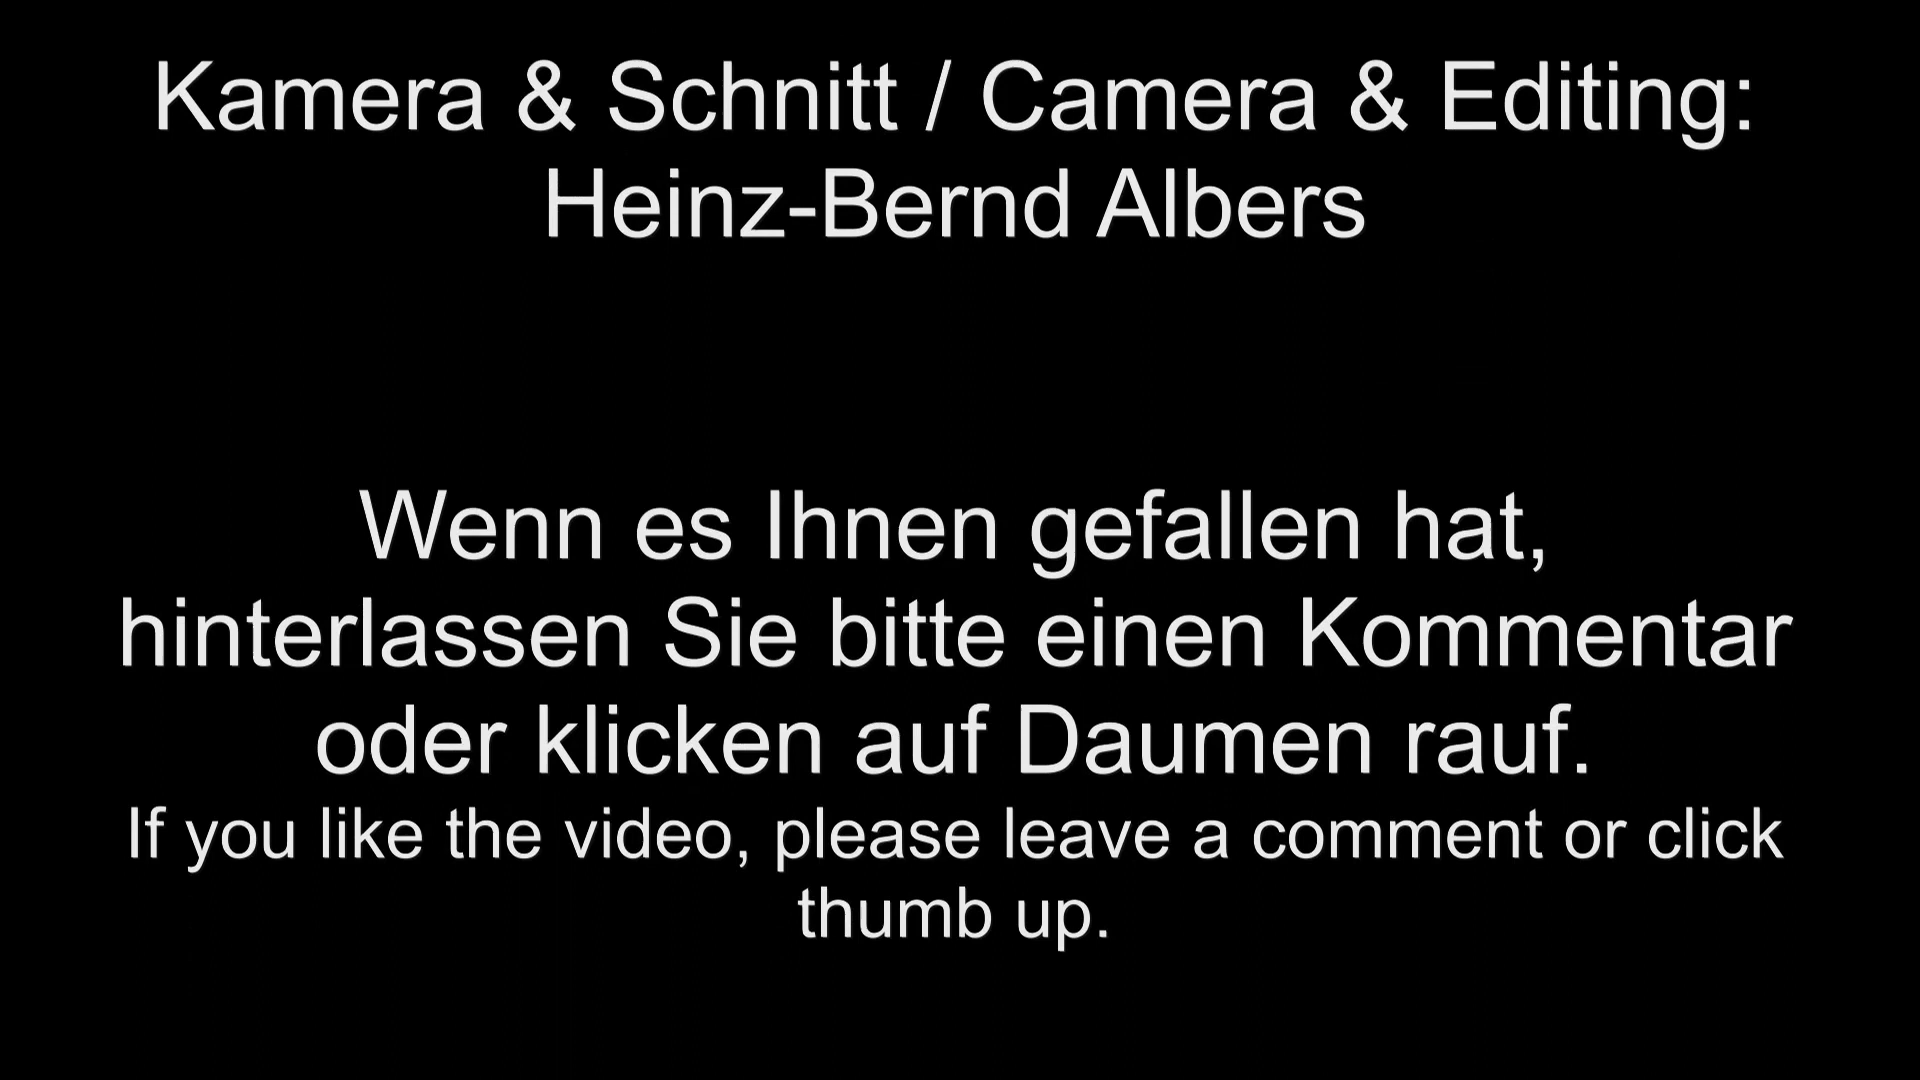 Kamera & Schnitt / Camera & Editing:
Heinz-Bernd Albers
Wenn es Ihnen gefallen hat,
hinterlassen Sie bitte einen Kommentar
oder klicken auf Daumen rauf.
If you like the video, please leave a comment or click
thumb up.